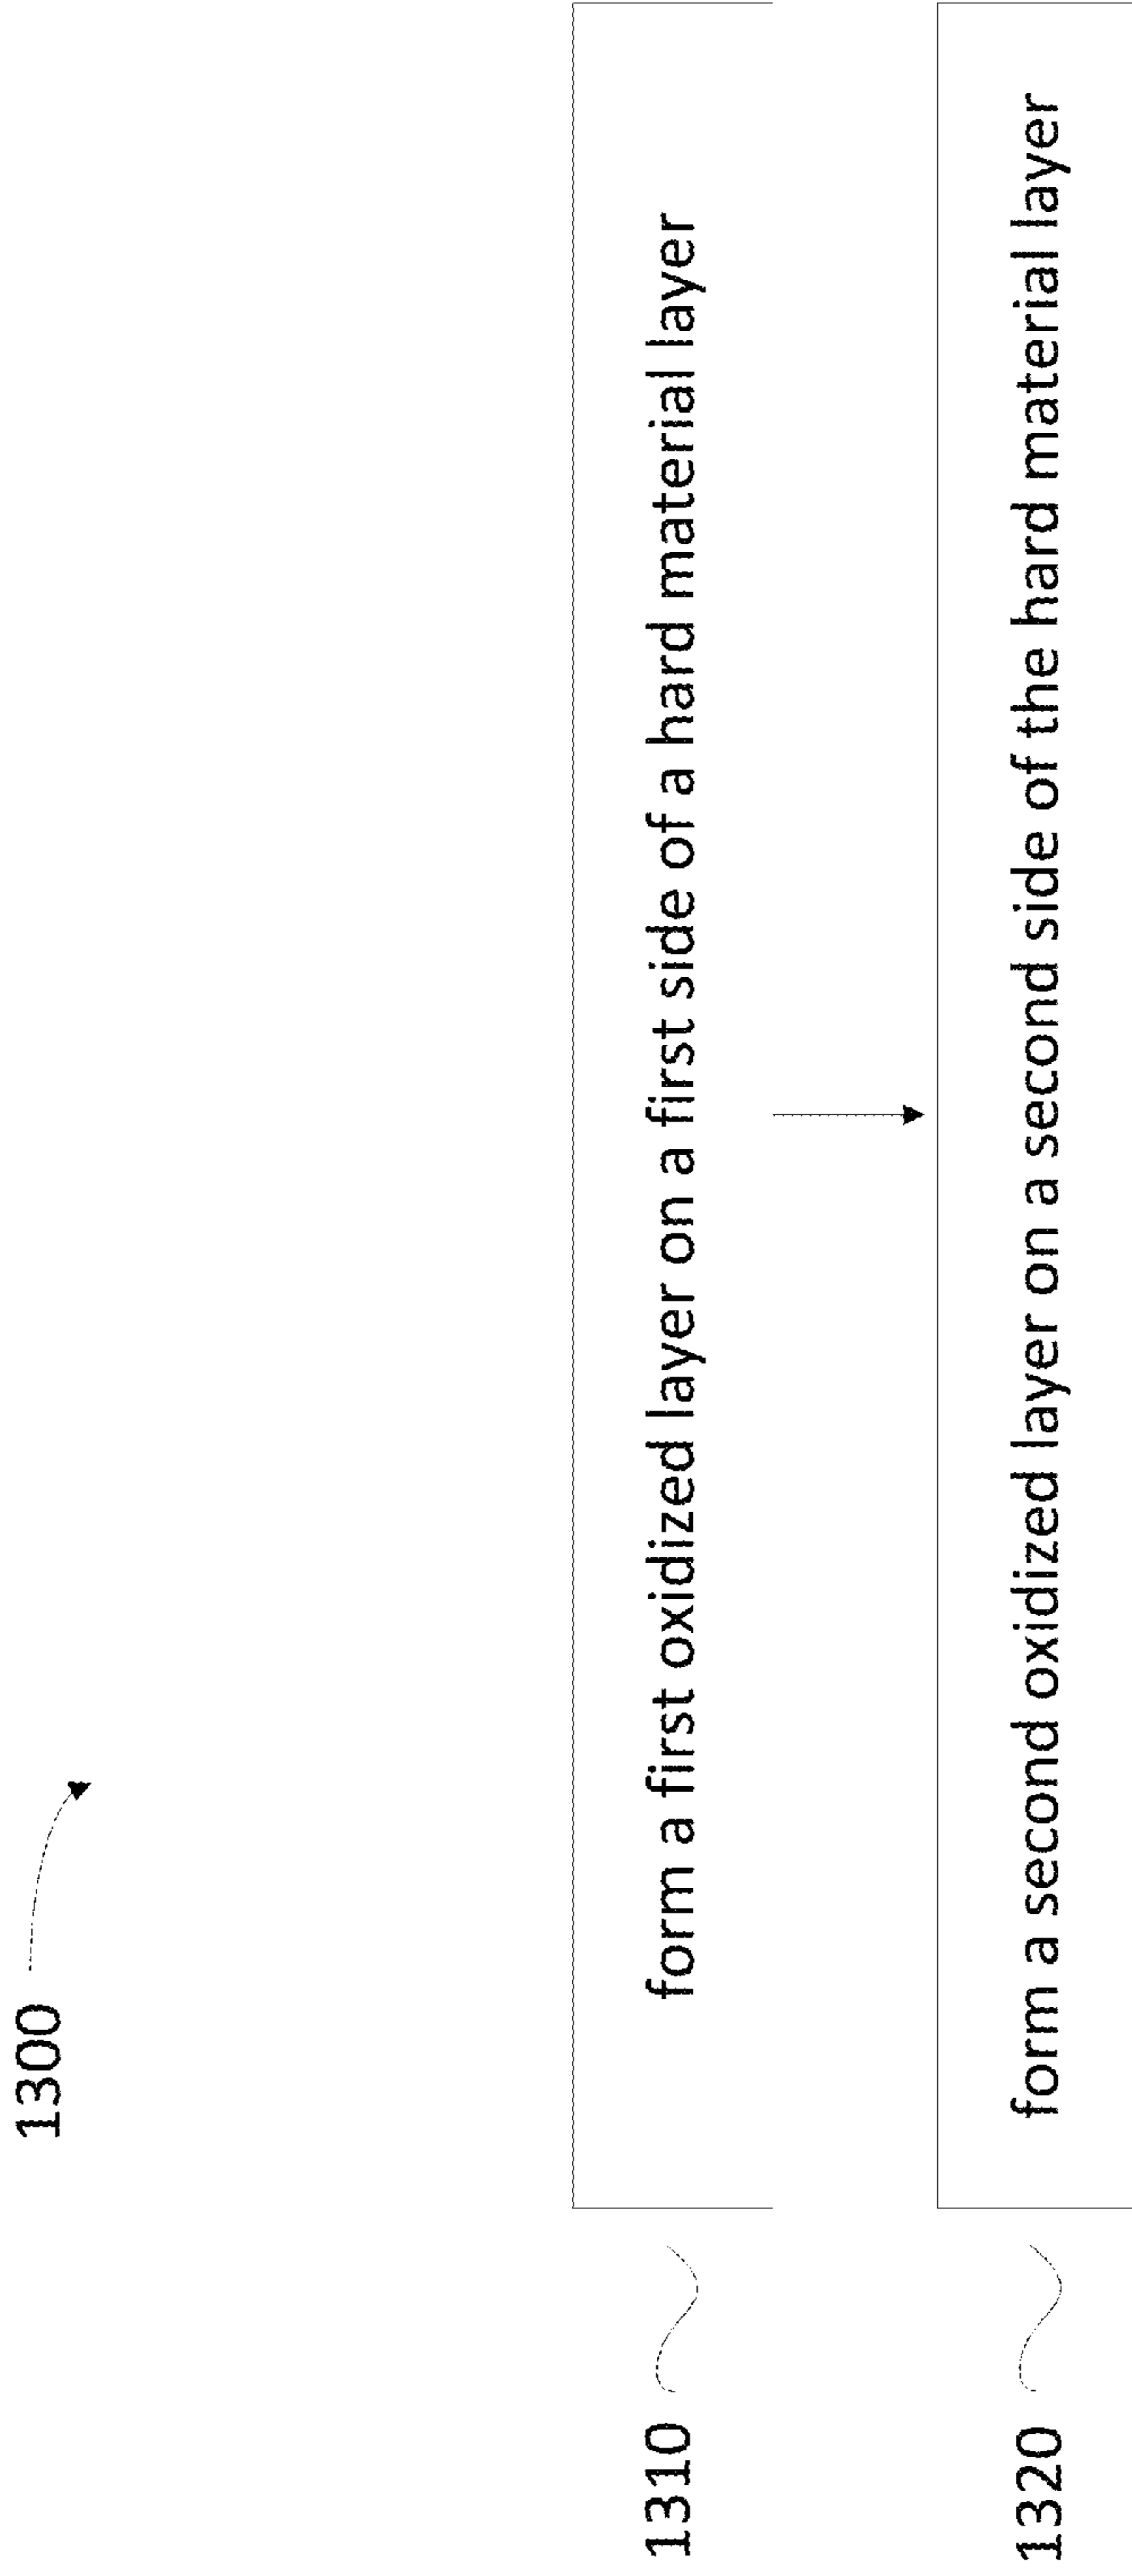 1300
1310
form a first oxidized layer on a first side of a hard material layer
1320
form a second oxidized layer on a second side of the hard material layer